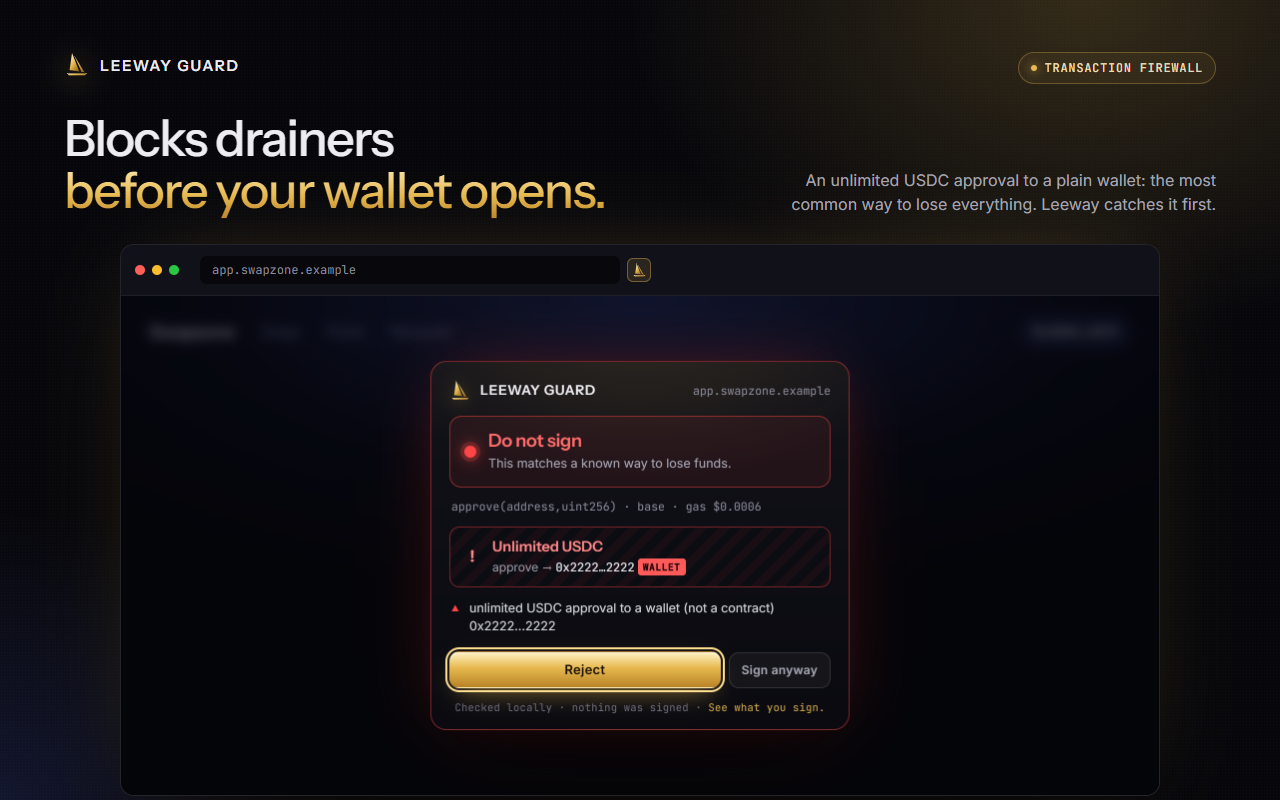 LEEWAY GUARD
TRANSACTION FIREWALL
Blocks drainers
before your wallet opens.
An unlimited USDC approval to a plain wallet: the most
common way to lose everything. Leeway catches it first.
app.swapzone.example
LEEWAY GUARD
app.swapzone.example
Do not sign
This matches a known way to lose funds.
approve(address,uint256) · base · gas $0.0006
!
Unlimited USDC
approve → 0x2222…2222 WALLET
unlimited USDC approval to a wallet (not a contract)
0x2222...2222
Reject
Sign anyway
Checked locally · nothing was signed · See what you sign.